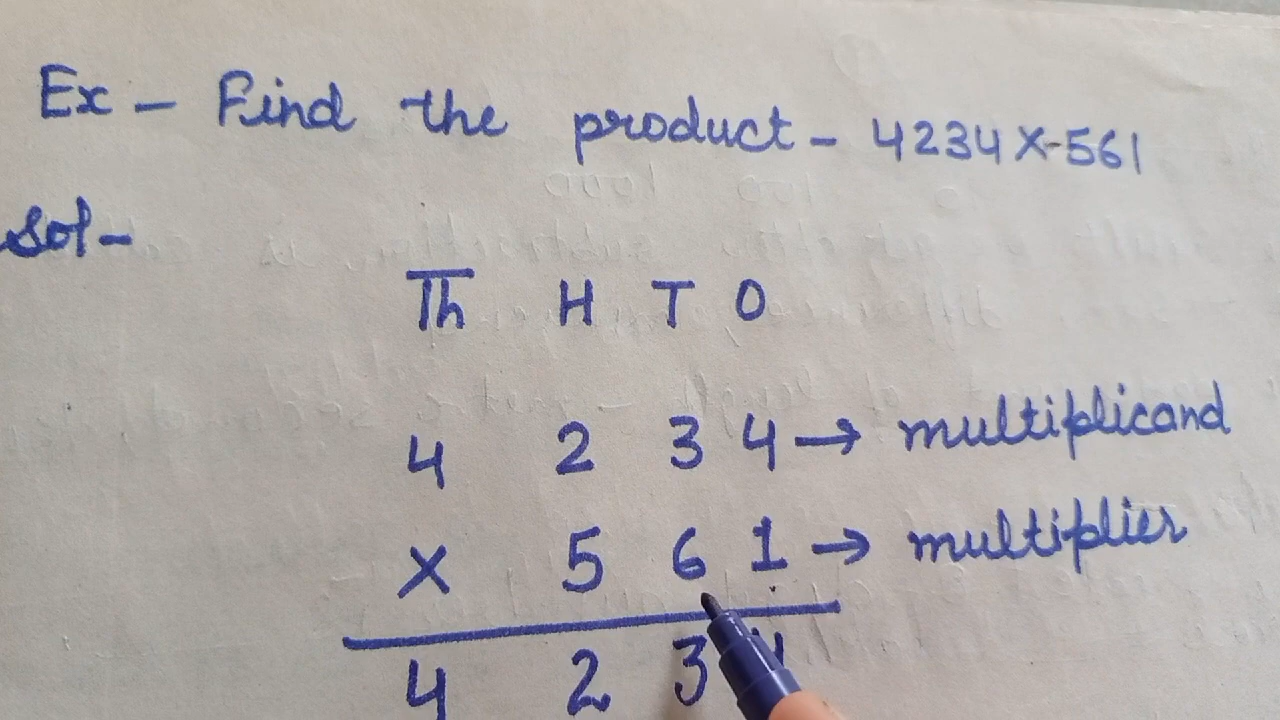 Ex - Find the product - 4234 X 561
Sol -
Th H T O
4 2 3 4 → multiplicand
X 5 6 1 → multiplier
4 2 3 4